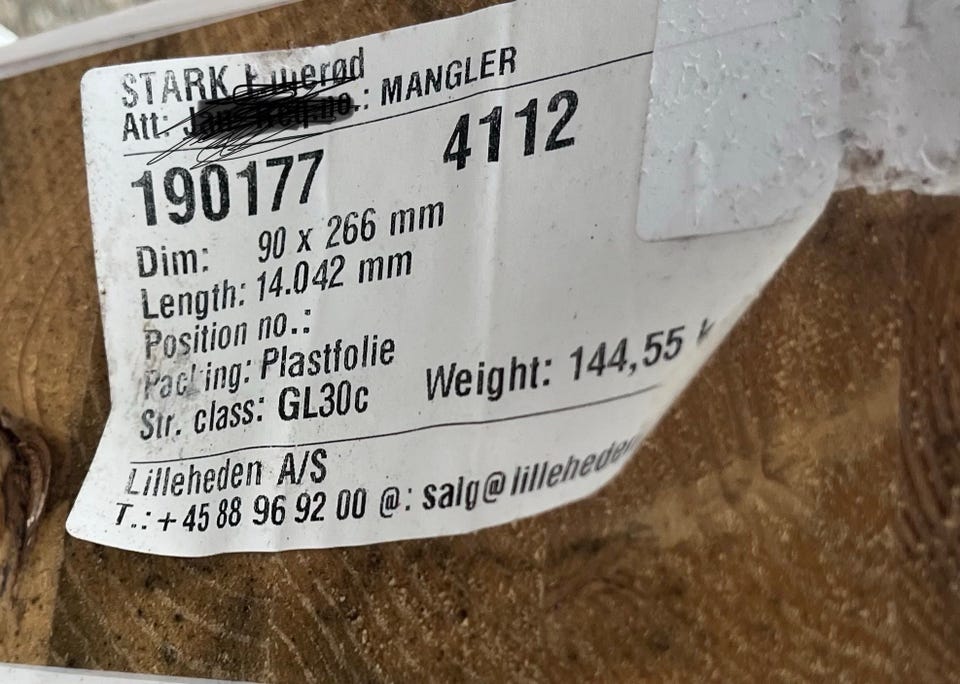 STARK
Att: MANGLER
190177 4112
Dim: 90 x 266 mm
Length: 14.042 mm
Position no.:
Packing: Plastfolie
Str. class: GL30c Weight: 144,55
Lilleheden A/S
T.: +45 88 96 92 00 @: salg@lillehede